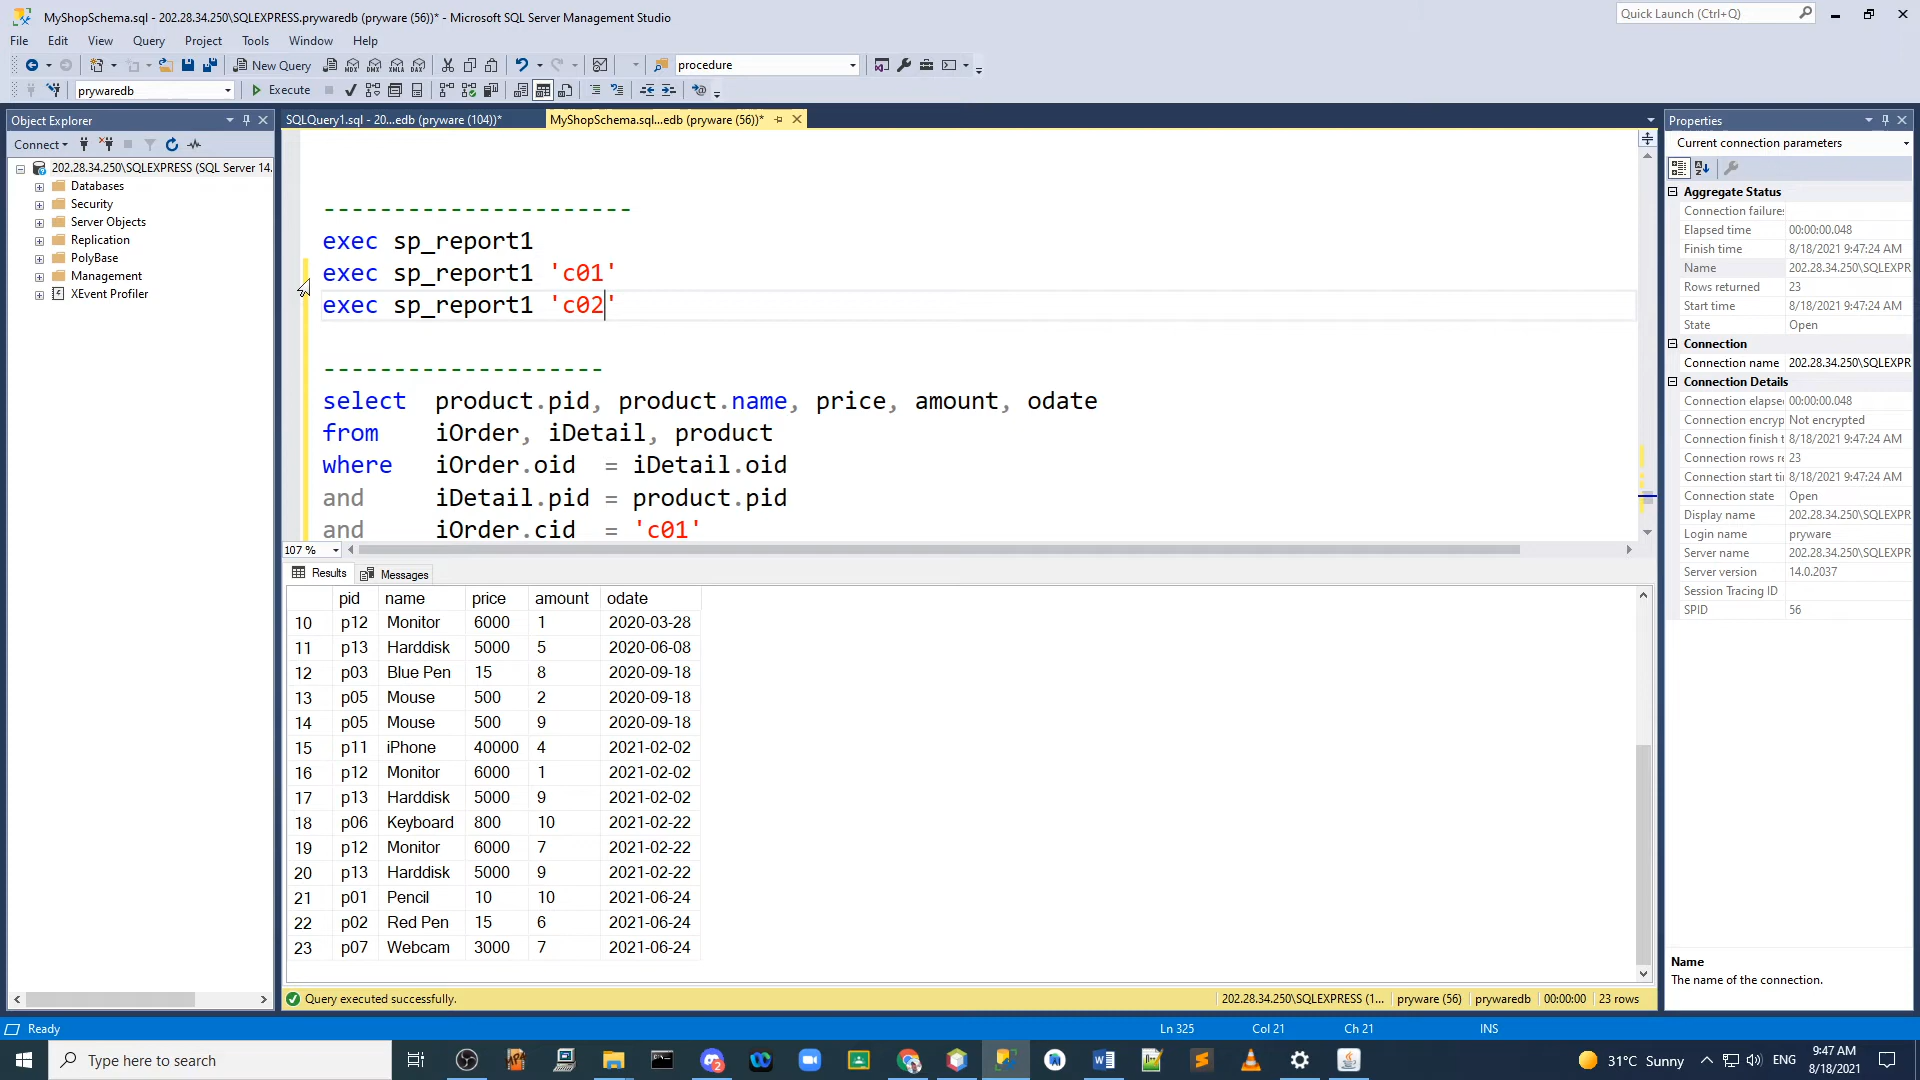 MyShopSchema.sql - 202.28.34.250\SQLEXPRESS.prywaredb (pryware (56))* - Microsoft SQL Server Management Studio
Quick Launch (Ctrl+Q)
File Edit View Query Project Tools Window Help
New Query
MDX DMX XMLA DAX
procedure
prywaredb
Execute
Object Explorer
SQLQuery1.sql - 20...edb (pryware (104))*
MyShopSchema.sql...edb (pryware (56))*
Properties
Connect
Current connection parameters
202.28.34.250\SQLEXPRESS (SQL Server 14.
Databases
Security
Server Objects
Replication
PolyBase
Management
XEvent Profiler
----------------------
exec sp_report1
exec sp_report1 'c01'
exec sp_report1 'c02'
--------------------
select product.pid, product.name, price, amount, odate
from iOrder, iDetail, product
where iOrder.oid = iDetail.oid
and iDetail.pid = product.pid
and iOrder.cid = 'c01'
107 %
Results Messages
pid name price amount odate
10 p12 Monitor 6000 1 2020-03-28
11 p13 Harddisk 5000 5 2020-06-08
12 p03 Blue Pen 15 8 2020-09-18
13 p05 Mouse 500 2 2020-09-18
14 p05 Mouse 500 9 2020-09-18
15 p11 iPhone 40000 4 2021-02-02
16 p12 Monitor 6000 1 2021-02-02
17 p13 Harddisk 5000 9 2021-02-02
18 p06 Keyboard 800 10 2021-02-22
19 p12 Monitor 6000 7 2021-02-22
20 p13 Harddisk 5000 9 2021-02-22
21 p01 Pencil 10 10 2021-06-24
22 p02 Red Pen 15 6 2021-06-24
23 p07 Webcam 3000 7 2021-06-24
Query executed successfully.
202.28.34.250\SQLEXPRESS (1... pryware (56) prywaredb 00:00:00 23 rows
Aggregate Status
Connection failures
Elapsed time 00:00:00.048
Finish time 8/18/2021 9:47:24 AM
Name 202.28.34.250\SQLEXPR
Rows returned 23
Start time 8/18/2021 9:47:24 AM
State Open
Connection
Connection name 202.28.34.250\SQLEXPR
Connection Details
Connection elapse 00:00:00.048
Connection encryp Not encrypted
Connection finish t 8/18/2021 9:47:24 AM
Connection rows re 23
Connection start ti 8/18/2021 9:47:24 AM
Connection state Open
Display name 202.28.34.250\SQLEXPR
Login name pryware
Server name 202.28.34.250\SQLEXPR
Server version 14.0.2037
Session Tracing ID
SPID 56
Name
The name of the connection.
Ready
Ln 325 Col 21 Ch 21 INS
Type here to search
31°C Sunny
ENG
9:47 AM
8/18/2021